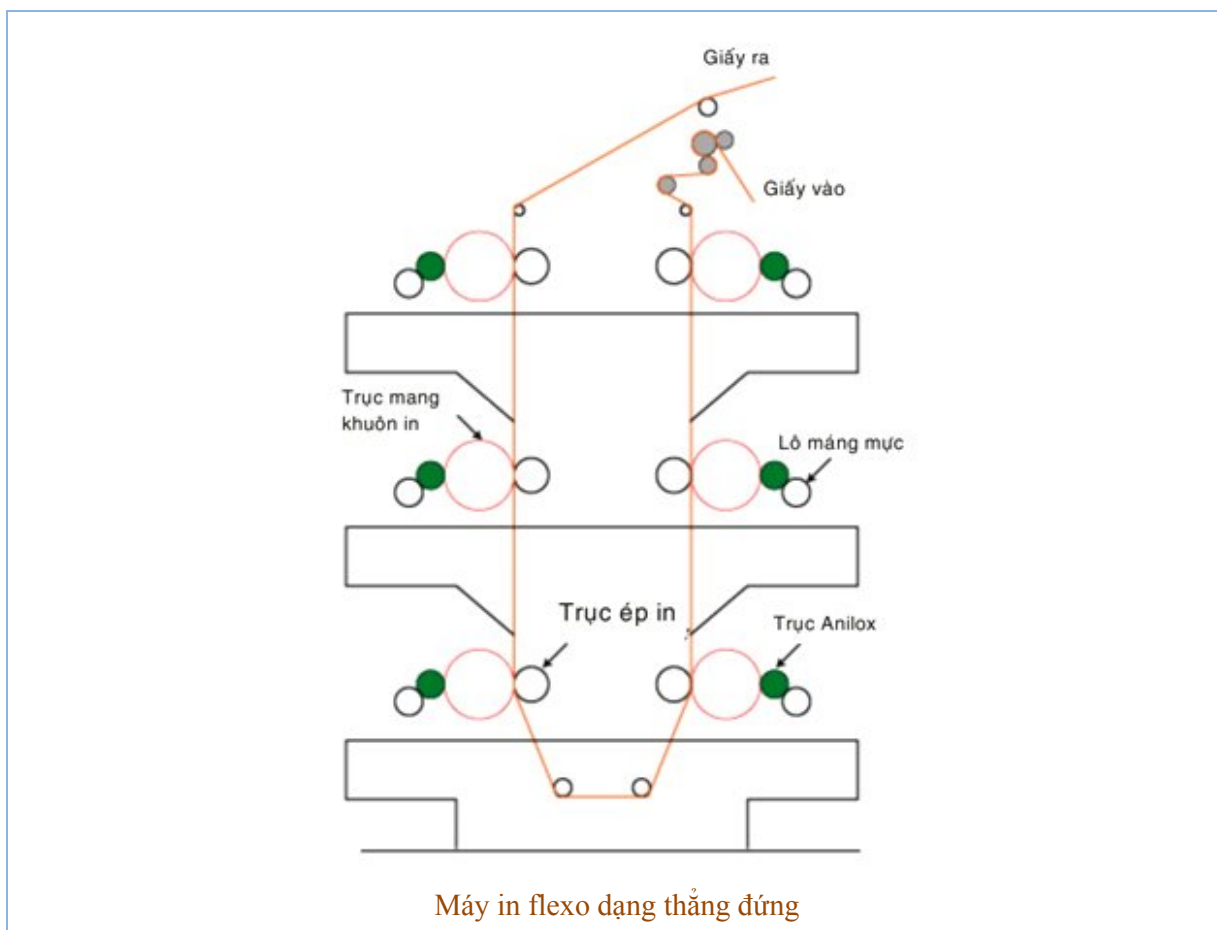 Giấy ra
Giấy vào
Trục mang
khuôn in
Lô máng mực
Trục ép in
Trục Anilox
Máy in flexo dạng thẳng đứng